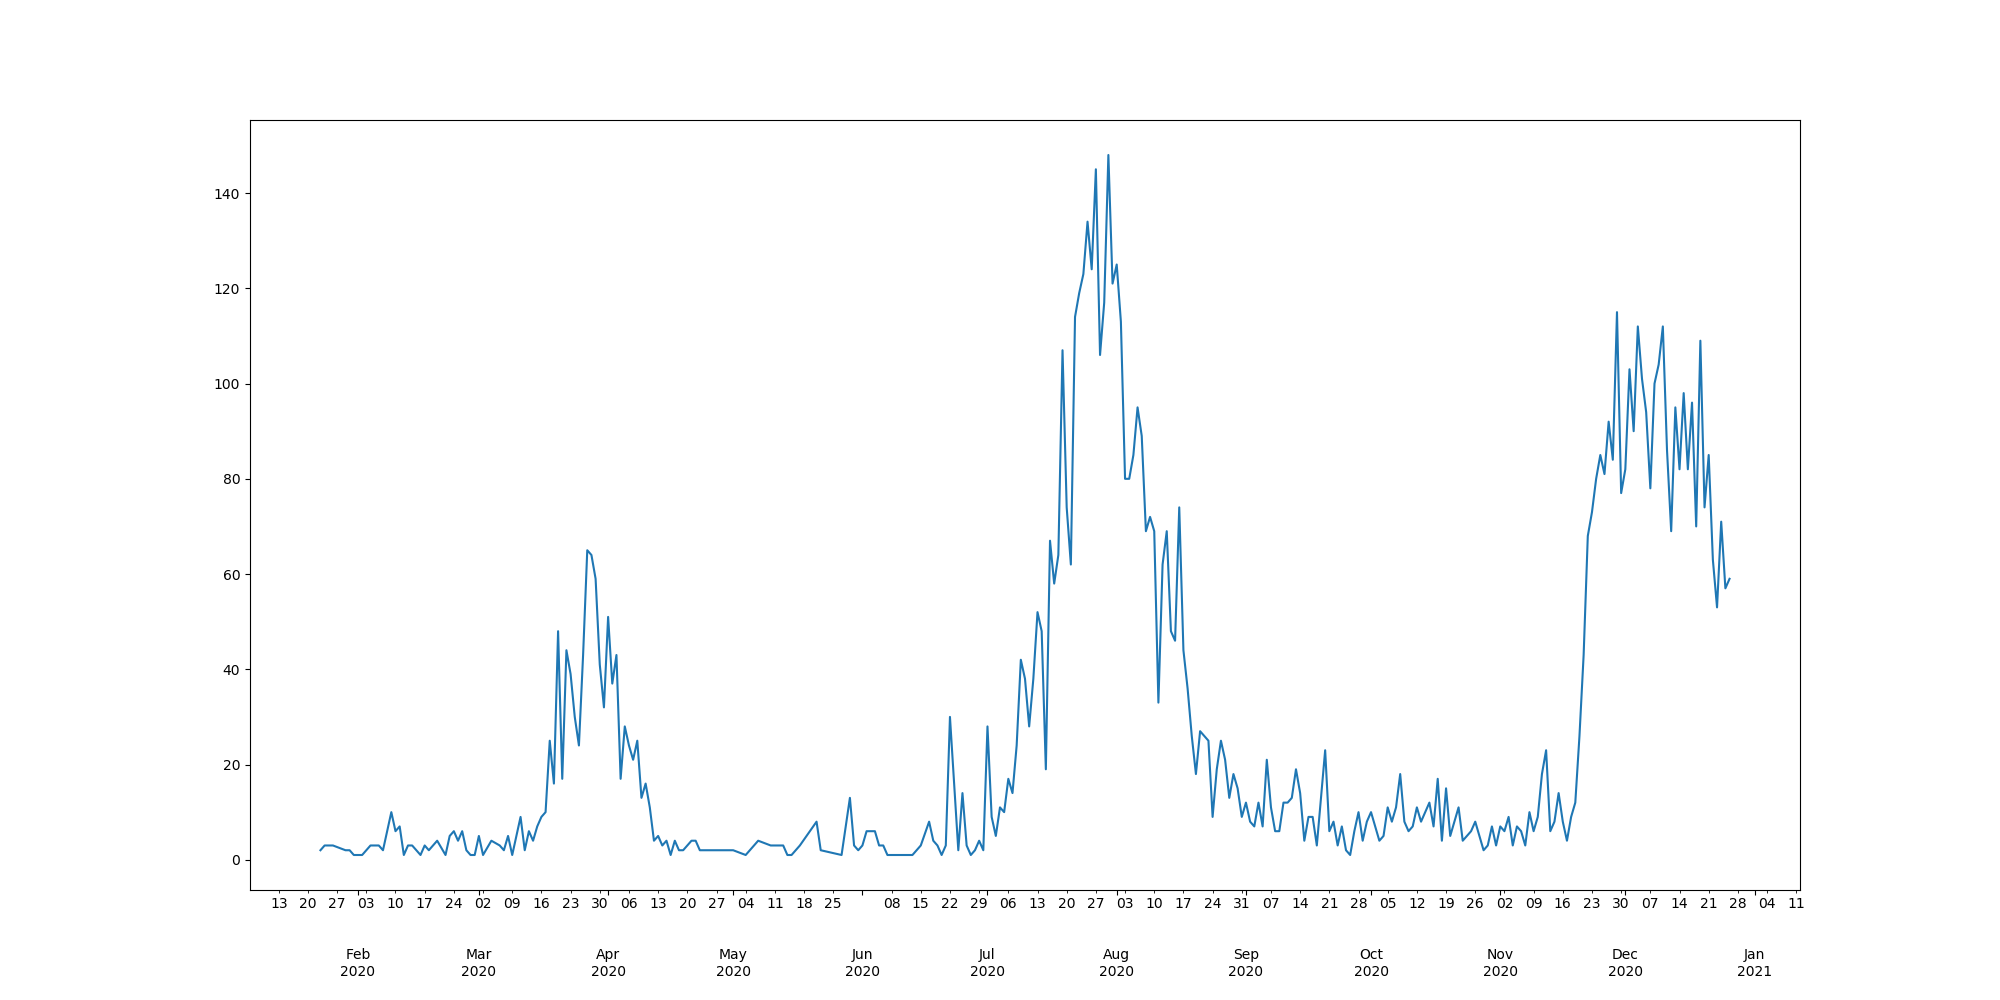 140
120
100
80
60
40
20
0
13 20 27 03 10 17 24 02 09 16 23 30 06 13 20 27 04 11 18 25 08 15 22 29 06 13 20 27 03 10 17 24 31 07 14 21 28 05 12 19 26 02 09 16 23 30 07 14 21 28 04 11
Feb Mar Apr May Jun Jul Aug Sep Oct Nov Dec Jan
2020 2020 2020 2020 2020 2020 2020 2020 2020 2020 2020 2021